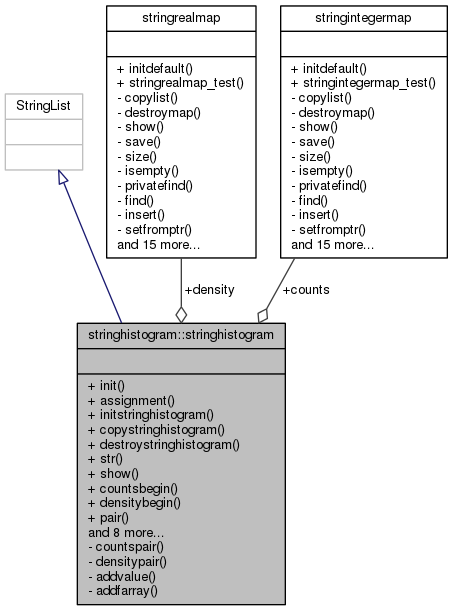 stringrealmap
+ initdefault()
+ stringrealmap_test()
- copylist()
- destroymap()
- show()
- save()
- size()
- isempty()
- privatefind()
- find()
- insert()
- setfromptr()
and 15 more...
stringintegermap
+ initdefault()
+ stringintegermap_test()
- copylist()
- destroymap()
- show()
- save()
- size()
- isempty()
- privatefind()
- find()
- insert()
- setfromptr()
and 15 more...
StringList
+density
+counts
stringhistogram::stringhistogram
+ init()
+ assignment()
+ initstringhistogram()
+ copystringhistogram()
+ destroystringhistogram()
+ str()
+ show()
+ countsbegin()
+ densitybegin()
+ pair()
and 8 more...
- countspair()
- densitypair()
- addvalue()
- addfarray()